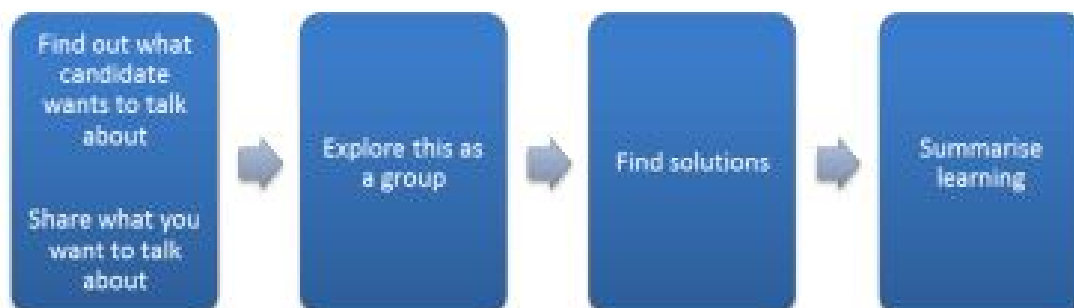 Find out what
candidate
wants to talk
about
Share what you
want to talk
about
Explore this as
a group
Find solutions
Summarise
learning